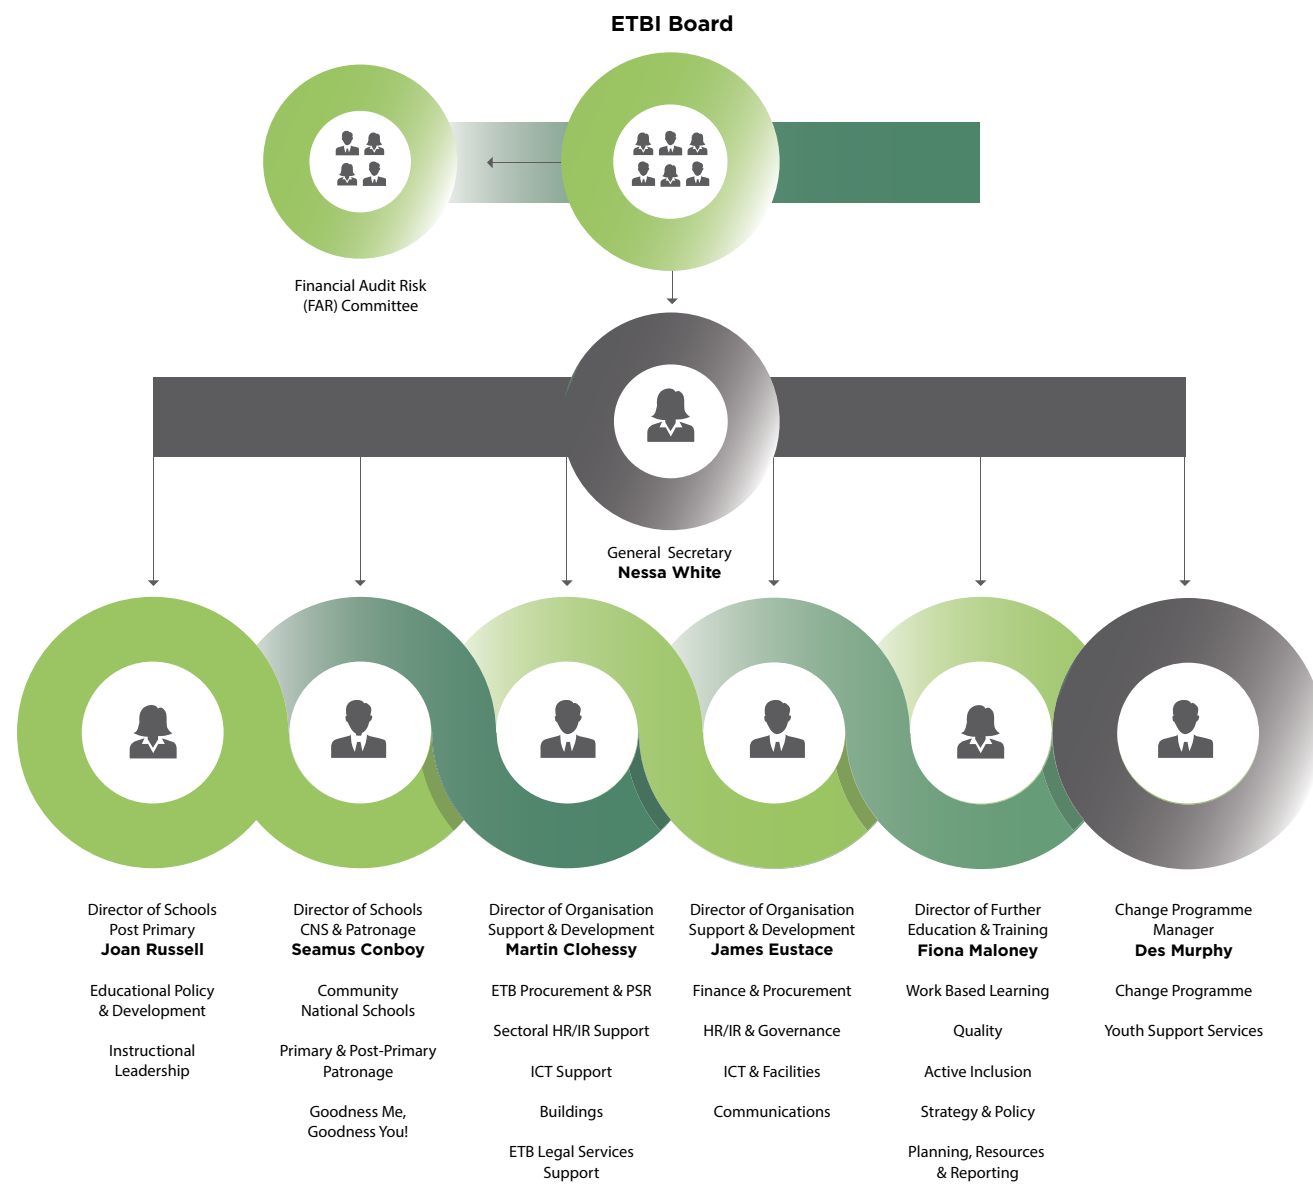 ETBI Board
Financial Audit Risk
(FAR) Committee
General Secretary
Nessa White
Director of Schools
Post Primary
Joan Russell
Educational Policy
& Development
Instructional
Leadership
Director of Schools
CNS & Patronage
Seamus Conboy
Community
National Schools
Primary & Post-Primary
Patronage
Goodness Me,
Goodness You!
Director of Organisation
Support & Development
Martin Clohessy
ETB Procurement & PSR
Sectoral HR/IR Support
ICT Support
Buildings
ETB Legal Services
Support
Director of Organisation
Support & Development
James Eustace
Finance & Procurement
HR/IR & Governance
ICT & Facilities
Communications
Director of Further
Education & Training
Fiona Maloney
Work Based Learning
Quality
Active Inclusion
Strategy & Policy
Planning, Resources
& Reporting
Change Programme
Manager
Des Murphy
Change Programme
Youth Support Services